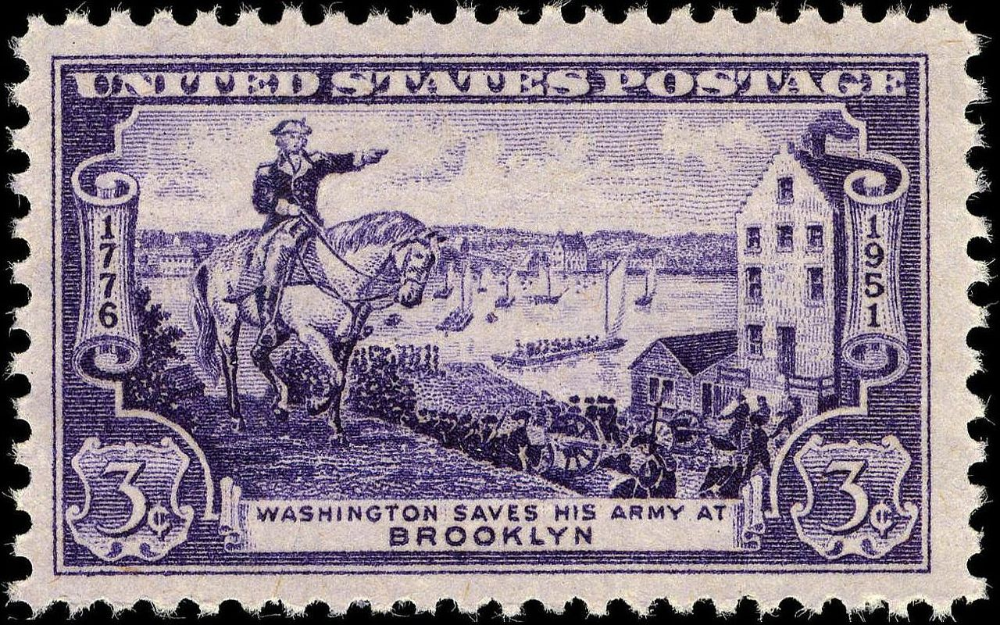 UNITED STATES POSTAGE
1776
1951
3¢
3¢
WASHINGTON SAVES HIS ARMY AT
BROOKLYN